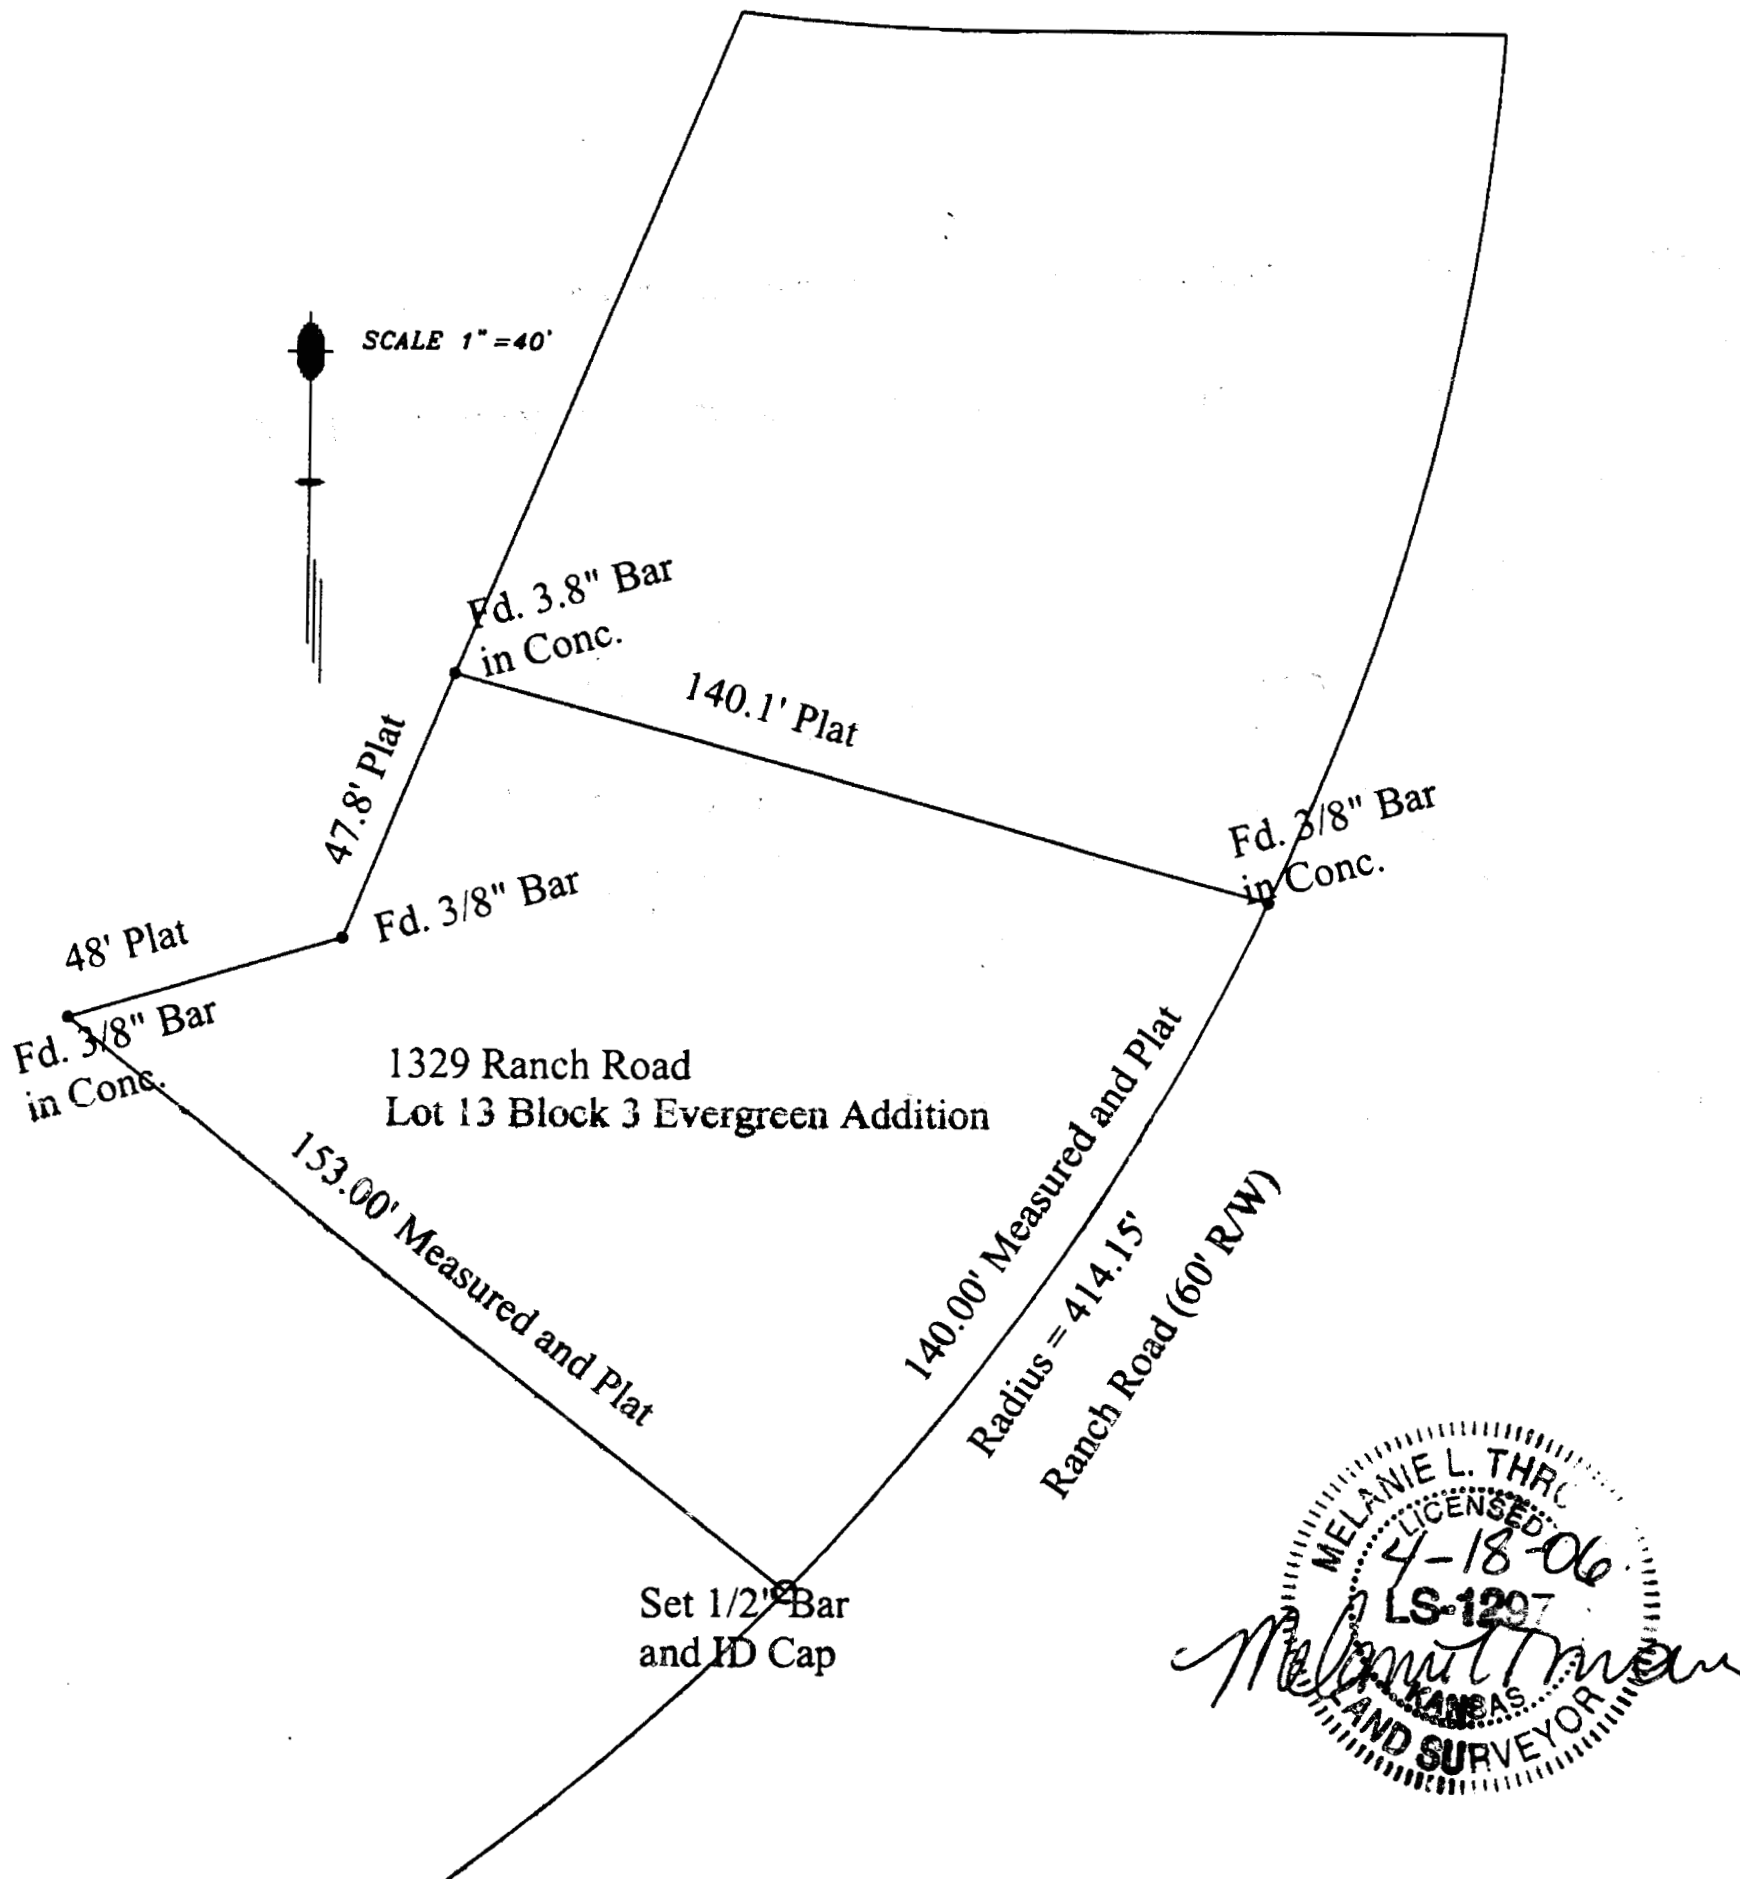 SCALE 1"=40'
Fd. 3.8" Bar
in Conc.
140.1' Plat
47.8' Plat
Fd. 3/8" Bar
in Conc.
Fd. 3/8" Bar
48' Plat
Fd. 3/8" Bar
in Conc.
1329 Ranch Road
Lot 13 Block 3 Evergreen Addition
153.00' Measured and Plat
140.00' Measured and Plat
Radius = 414.15'
Ranch Road (60' R/W)
Set 1/2" Bar
and ID Cap
MELANIE L.
LICENSED
4-18-06
LS-1297
KANSAS
LAND SURVEYOR